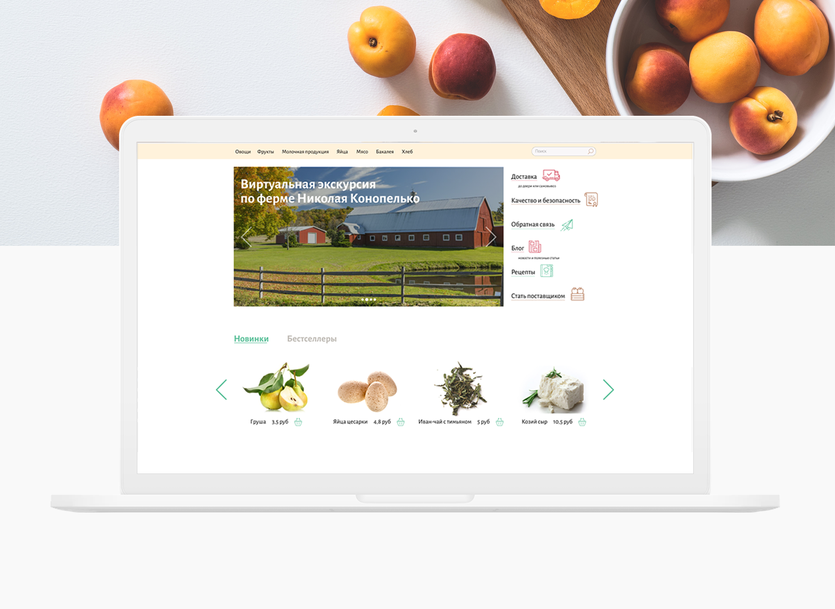 Овощи Фрукты Молочная продукция Яйца Мясо Бакалея Хлеб
Поиск
Виртуальная экскурсия
по ферме Николая Конопелько
Доставка
до двери или самовывоз
Качество и безопасность
Обратная связь
Блог
новости и полезные статьи
Рецепты
Стать поставщиком
Новинки Бестселлеры
Груша 3,5 руб
Яйца цесарки 4,8 руб
Иван-чай с тимьяном 5 руб
Козий сыр 10,5 руб